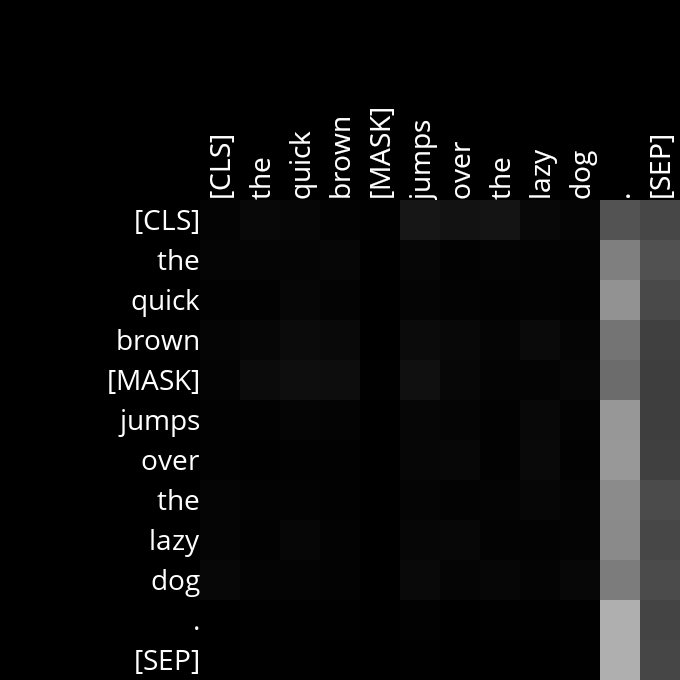 [CLS] the quick brown [MASK] jumps over the lazy dog . [SEP]
[CLS]
the
quick
brown
[MASK]
jumps
over
the
lazy
dog
.
[SEP]